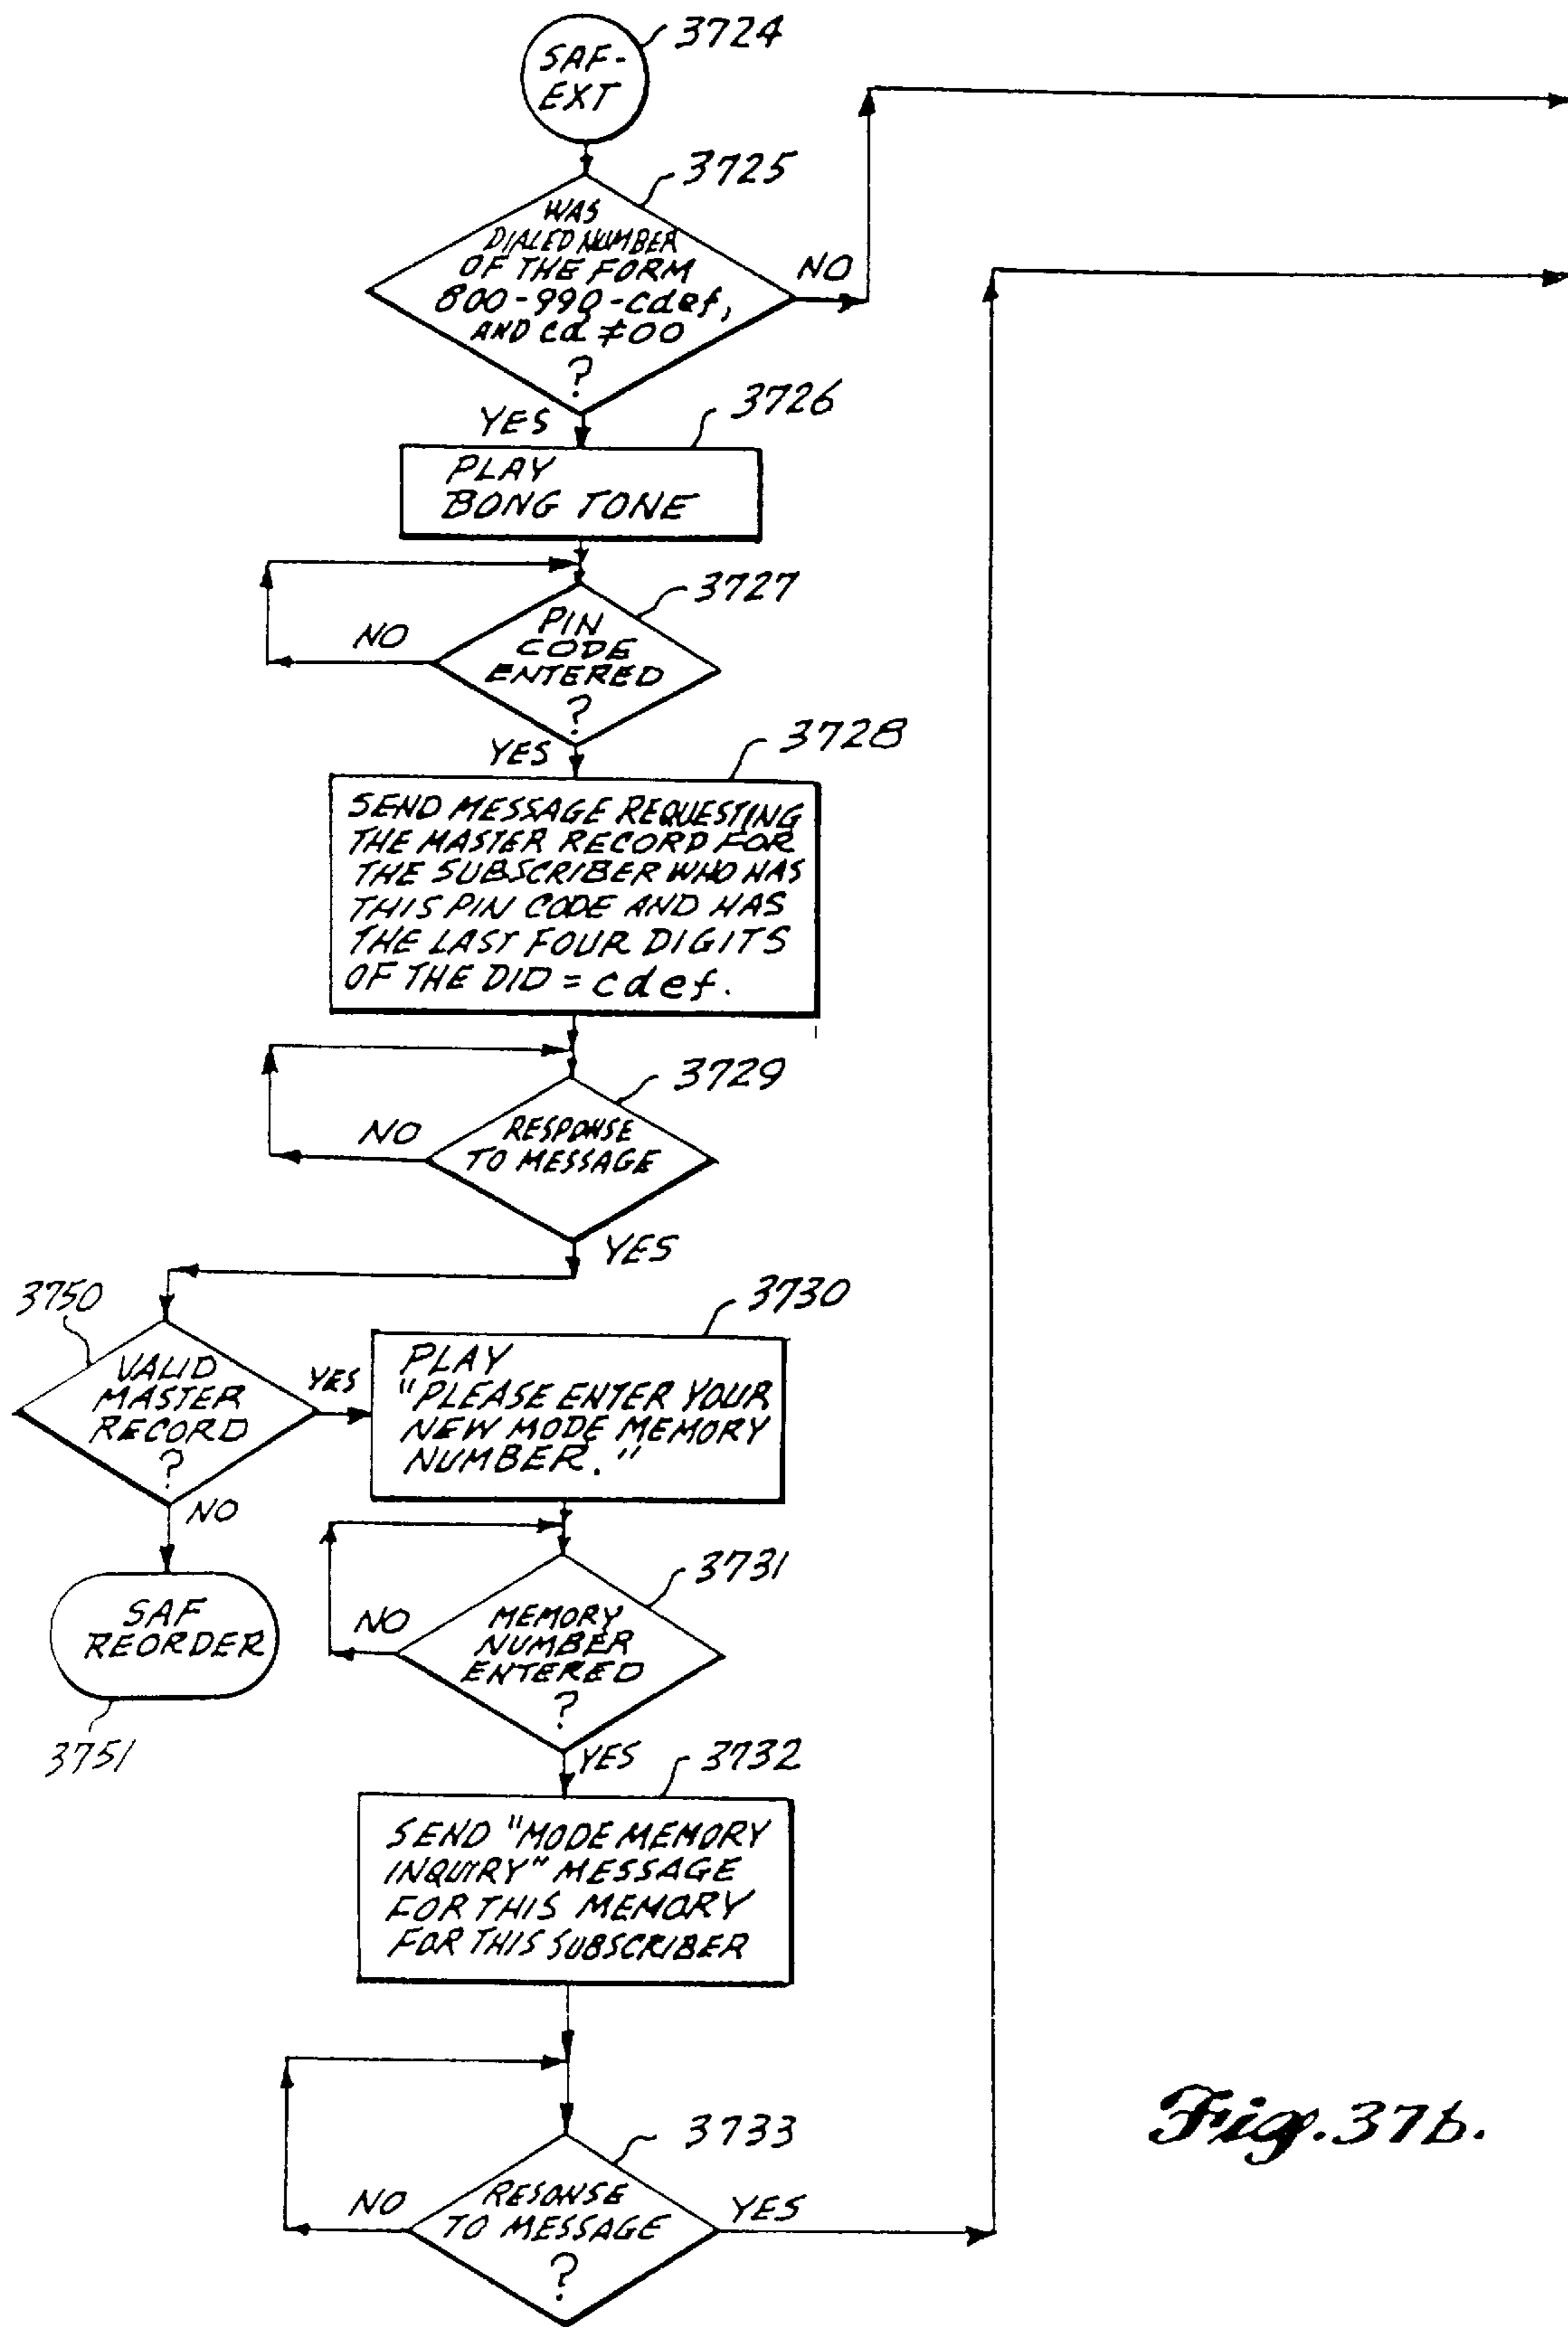 3724
SAF-
EXT
3725
WAS
DIALED NUMBER
OF THE FORM
800-990-cdef,
AND cd ≠ 00
?
NO
YES
3726
PLAY
BONG TONE
3727
PIN
CODE
ENTERED
?
NO
YES
3728
SEND MESSAGE REQUESTING
THE MASTER RECORD FOR
THE SUBSCRIBER WHO HAS
THIS PIN CODE AND HAS
THE LAST FOUR DIGITS
OF THE DID = cdef.
3729
RESPONSE
TO MESSAGE
NO
YES
3750
VALID
MASTER
RECORD
?
YES
NO
3730
PLAY
"PLEASE ENTER YOUR
NEW MODE MEMORY
NUMBER."
SAF
REORDER
3751
3731
MEMORY
NUMBER
ENTERED
?
NO
YES
3732
SEND "MODE MEMORY
INQUIRY" MESSAGE
FOR THIS MEMORY
FOR THIS SUBSCRIBER
3733
RESONSE
TO MESSAGE
?
NO
YES
Fig. 37b.